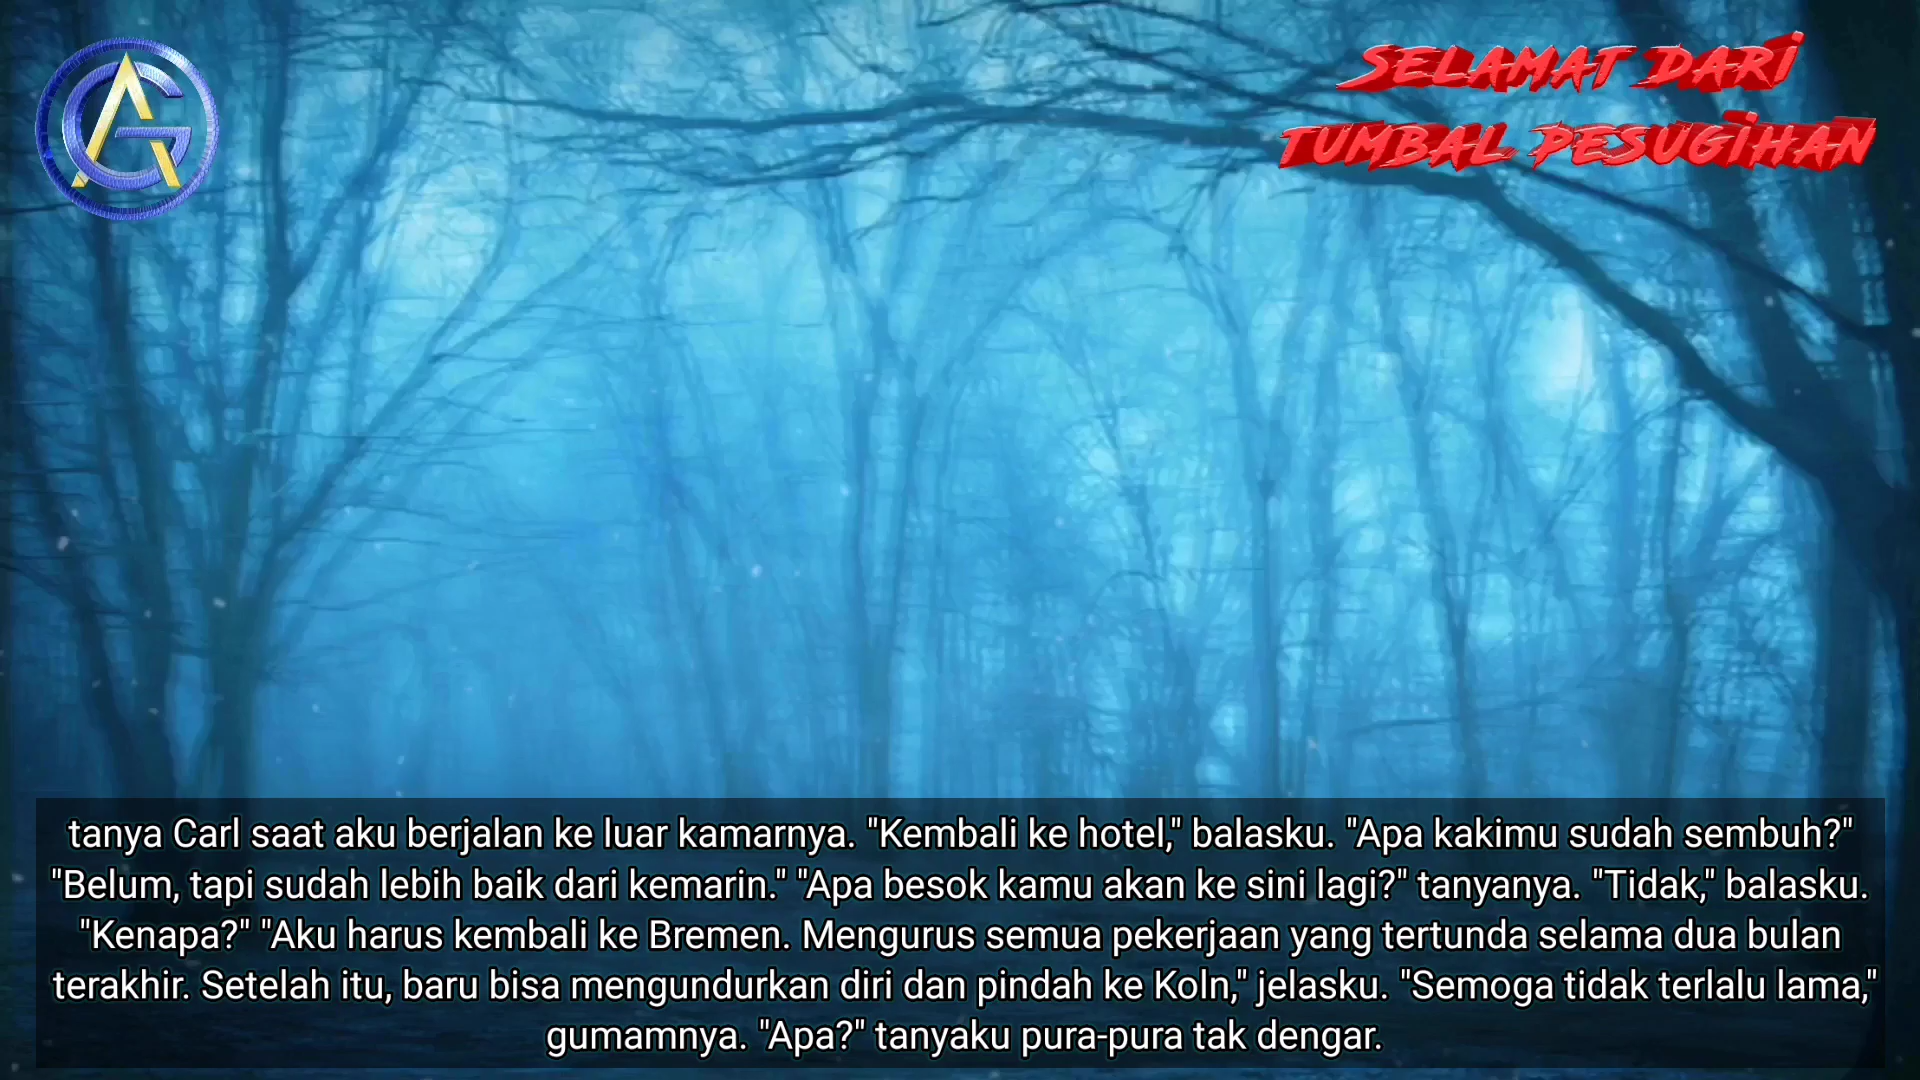 SELAMAT DARI
TUMBAL PESUGIHAN
tanya Carl saat aku berjalan ke luar kamarnya. "Kembali ke hotel," balasku. "Apa kakimu sudah sembuh?"
"Belum, tapi sudah lebih baik dari kemarin." "Apa besok kamu akan ke sini lagi?" tanyanya. "Tidak," balasku.
"Kenapa?" "Aku harus kembali ke Bremen. Mengurus semua pekerjaan yang tertunda selama dua bulan
terakhir. Setelah itu, baru bisa mengundurkan diri dan pindah ke Koln," jelasku. "Semoga tidak terlalu lama,"
gumamnya. "Apa?" tanyaku pura-pura tak dengar.